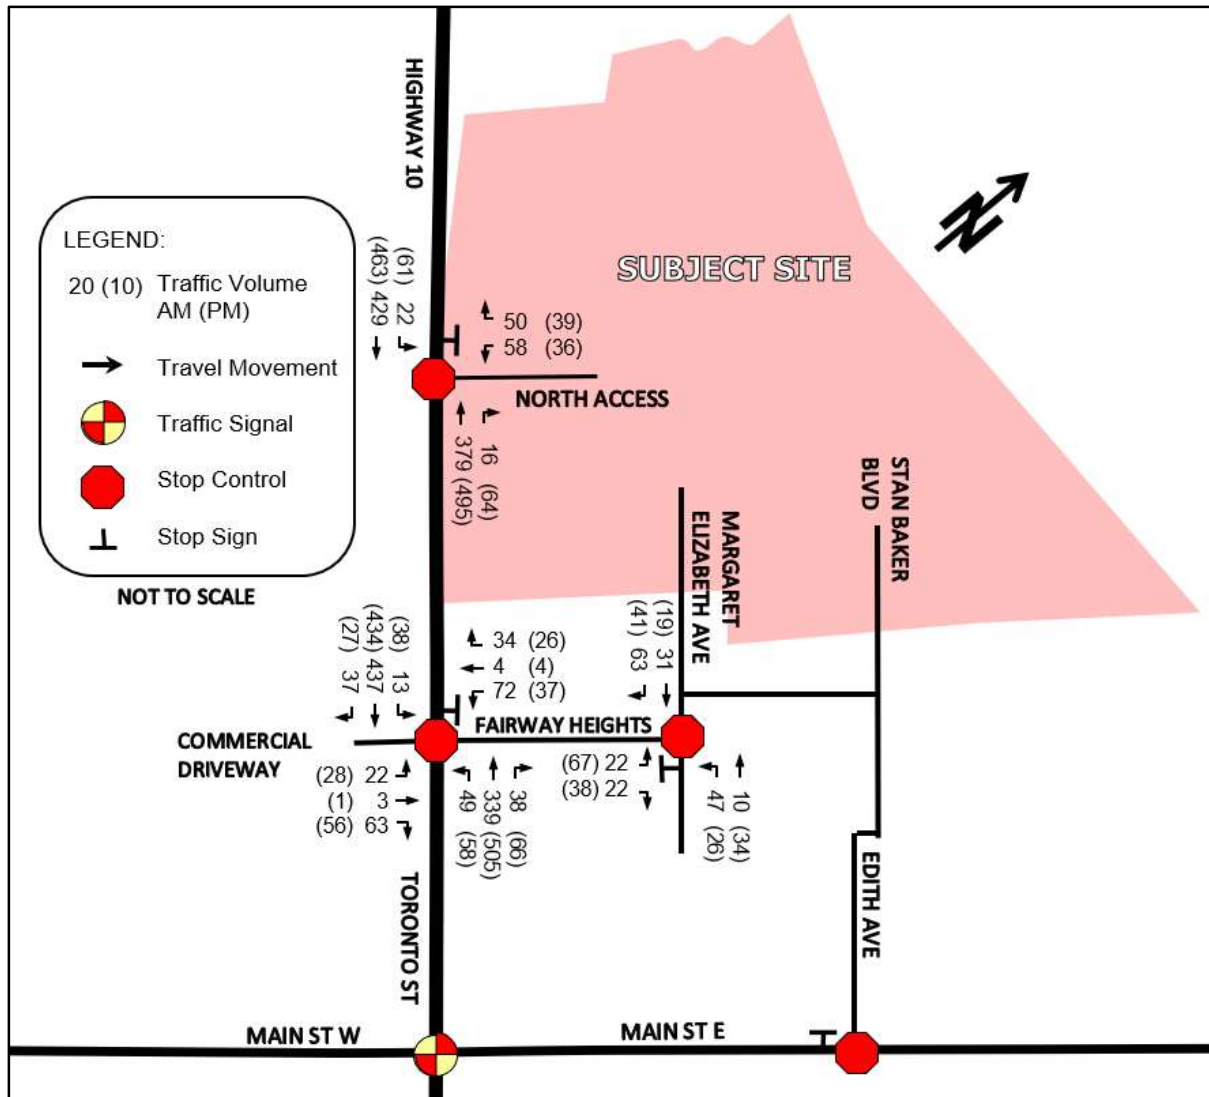 HIGHWAY 10
LEGEND:
20 (10) Traffic Volume
AM (PM)
Travel Movement
Traffic Signal
Stop Control
Stop Sign
NOT TO SCALE
N
SUBJECT SITE
(61) 22
(463) 429
50 (39)
58 (36)
NORTH ACCESS
379 (495)
16 (64)
STAN BAKER
BLVD
MARGARET
ELIZABETH AVE
(38) 13
(434) 437
(27) 37
34 (26)
4 (4)
72 (37)
(19) 31
(41) 63
FAIRWAY HEIGHTS
COMMERCIAL
DRIVEWAY
(28) 22
(1) 3
(56) 63
49 (58)
339 (505)
38 (66)
(67) 22
(38) 22
47 (26)
10 (34)
TORONTO ST
EDITH AVE
MAIN ST W
MAIN ST E